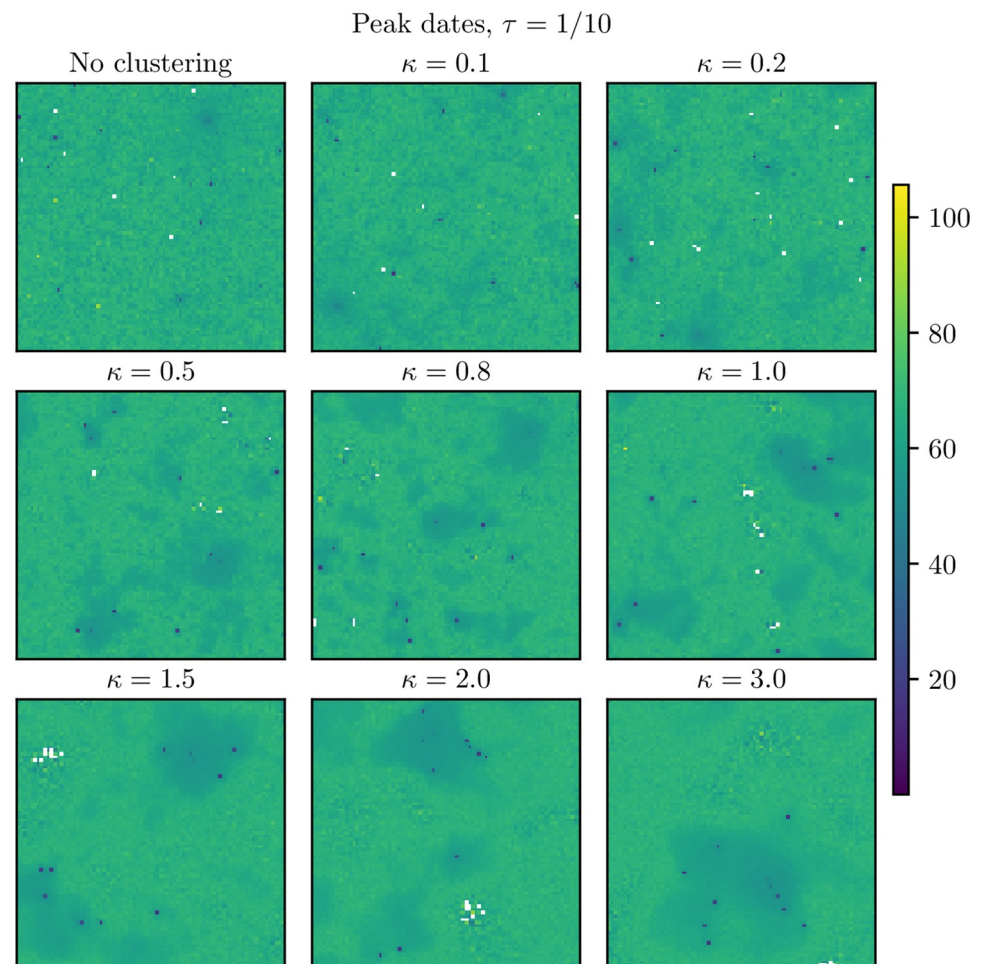 Peak dates, τ = 1/10
No clustering
κ = 0.1
κ = 0.2
κ = 0.5
κ = 0.8
κ = 1.0
κ = 1.5
κ = 2.0
κ = 3.0
100
80
60
40
20